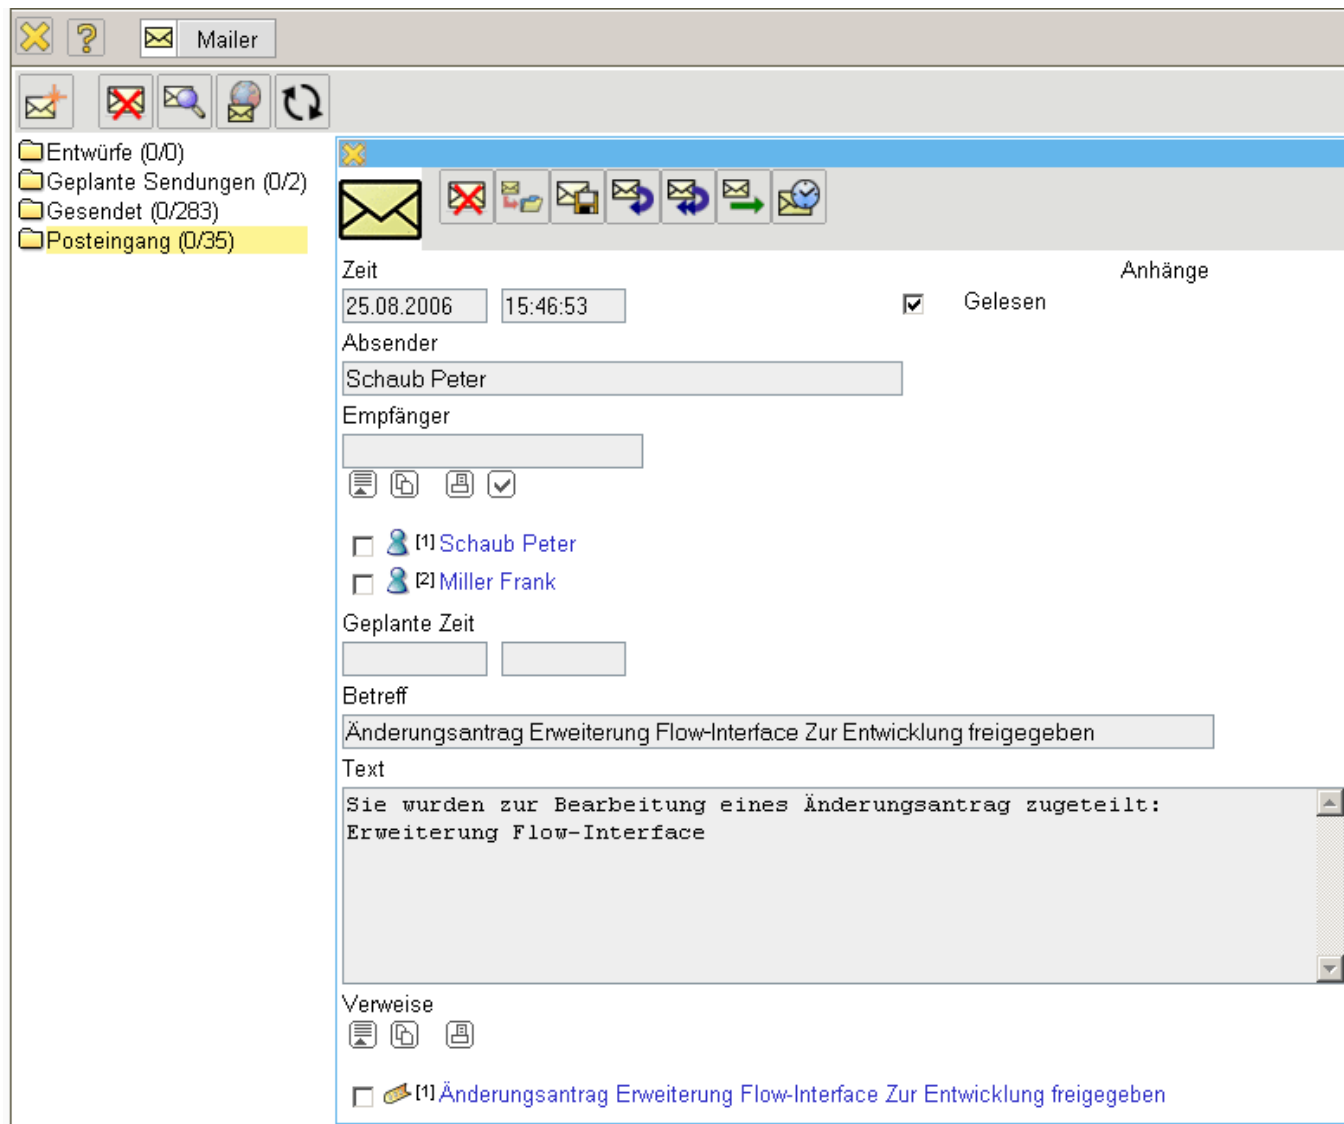 Mailer
Entwürfe (0/0)
Geplante Sendungen (0/2)
Gesendet (0/283)
Posteingang (0/35)
Zeit
Anhänge
25.08.2006 15:46:53 Gelesen
Absender
Schaub Peter
Empfänger
[1] Schaub Peter
[2] Miller Frank
Geplante Zeit
Betreff
Änderungsantrag Erweiterung Flow-Interface Zur Entwicklung freigegeben
Text
Sie wurden zur Bearbeitung eines Änderungsantrag zugeteilt:
Erweiterung Flow-Interface
Verweise
[1] Änderungsantrag Erweiterung Flow-Interface Zur Entwicklung freigegeben